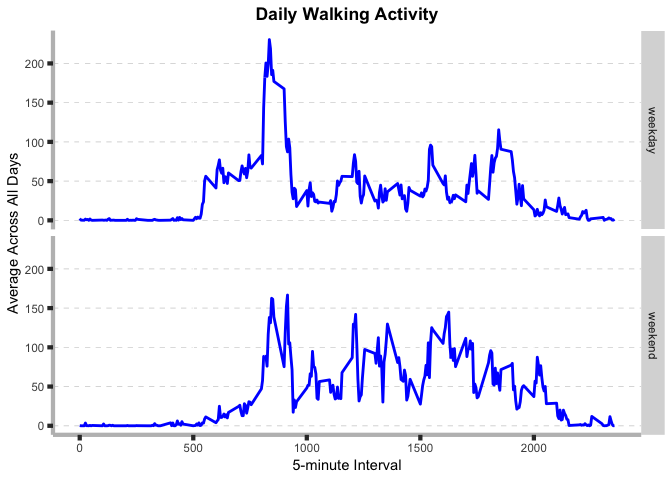 Daily Walking Activity
Average Across All Days
200
150
100
50
0
weekday
200
150
100
50
0
weekend
0 500 1000 1500 2000
5-minute Interval